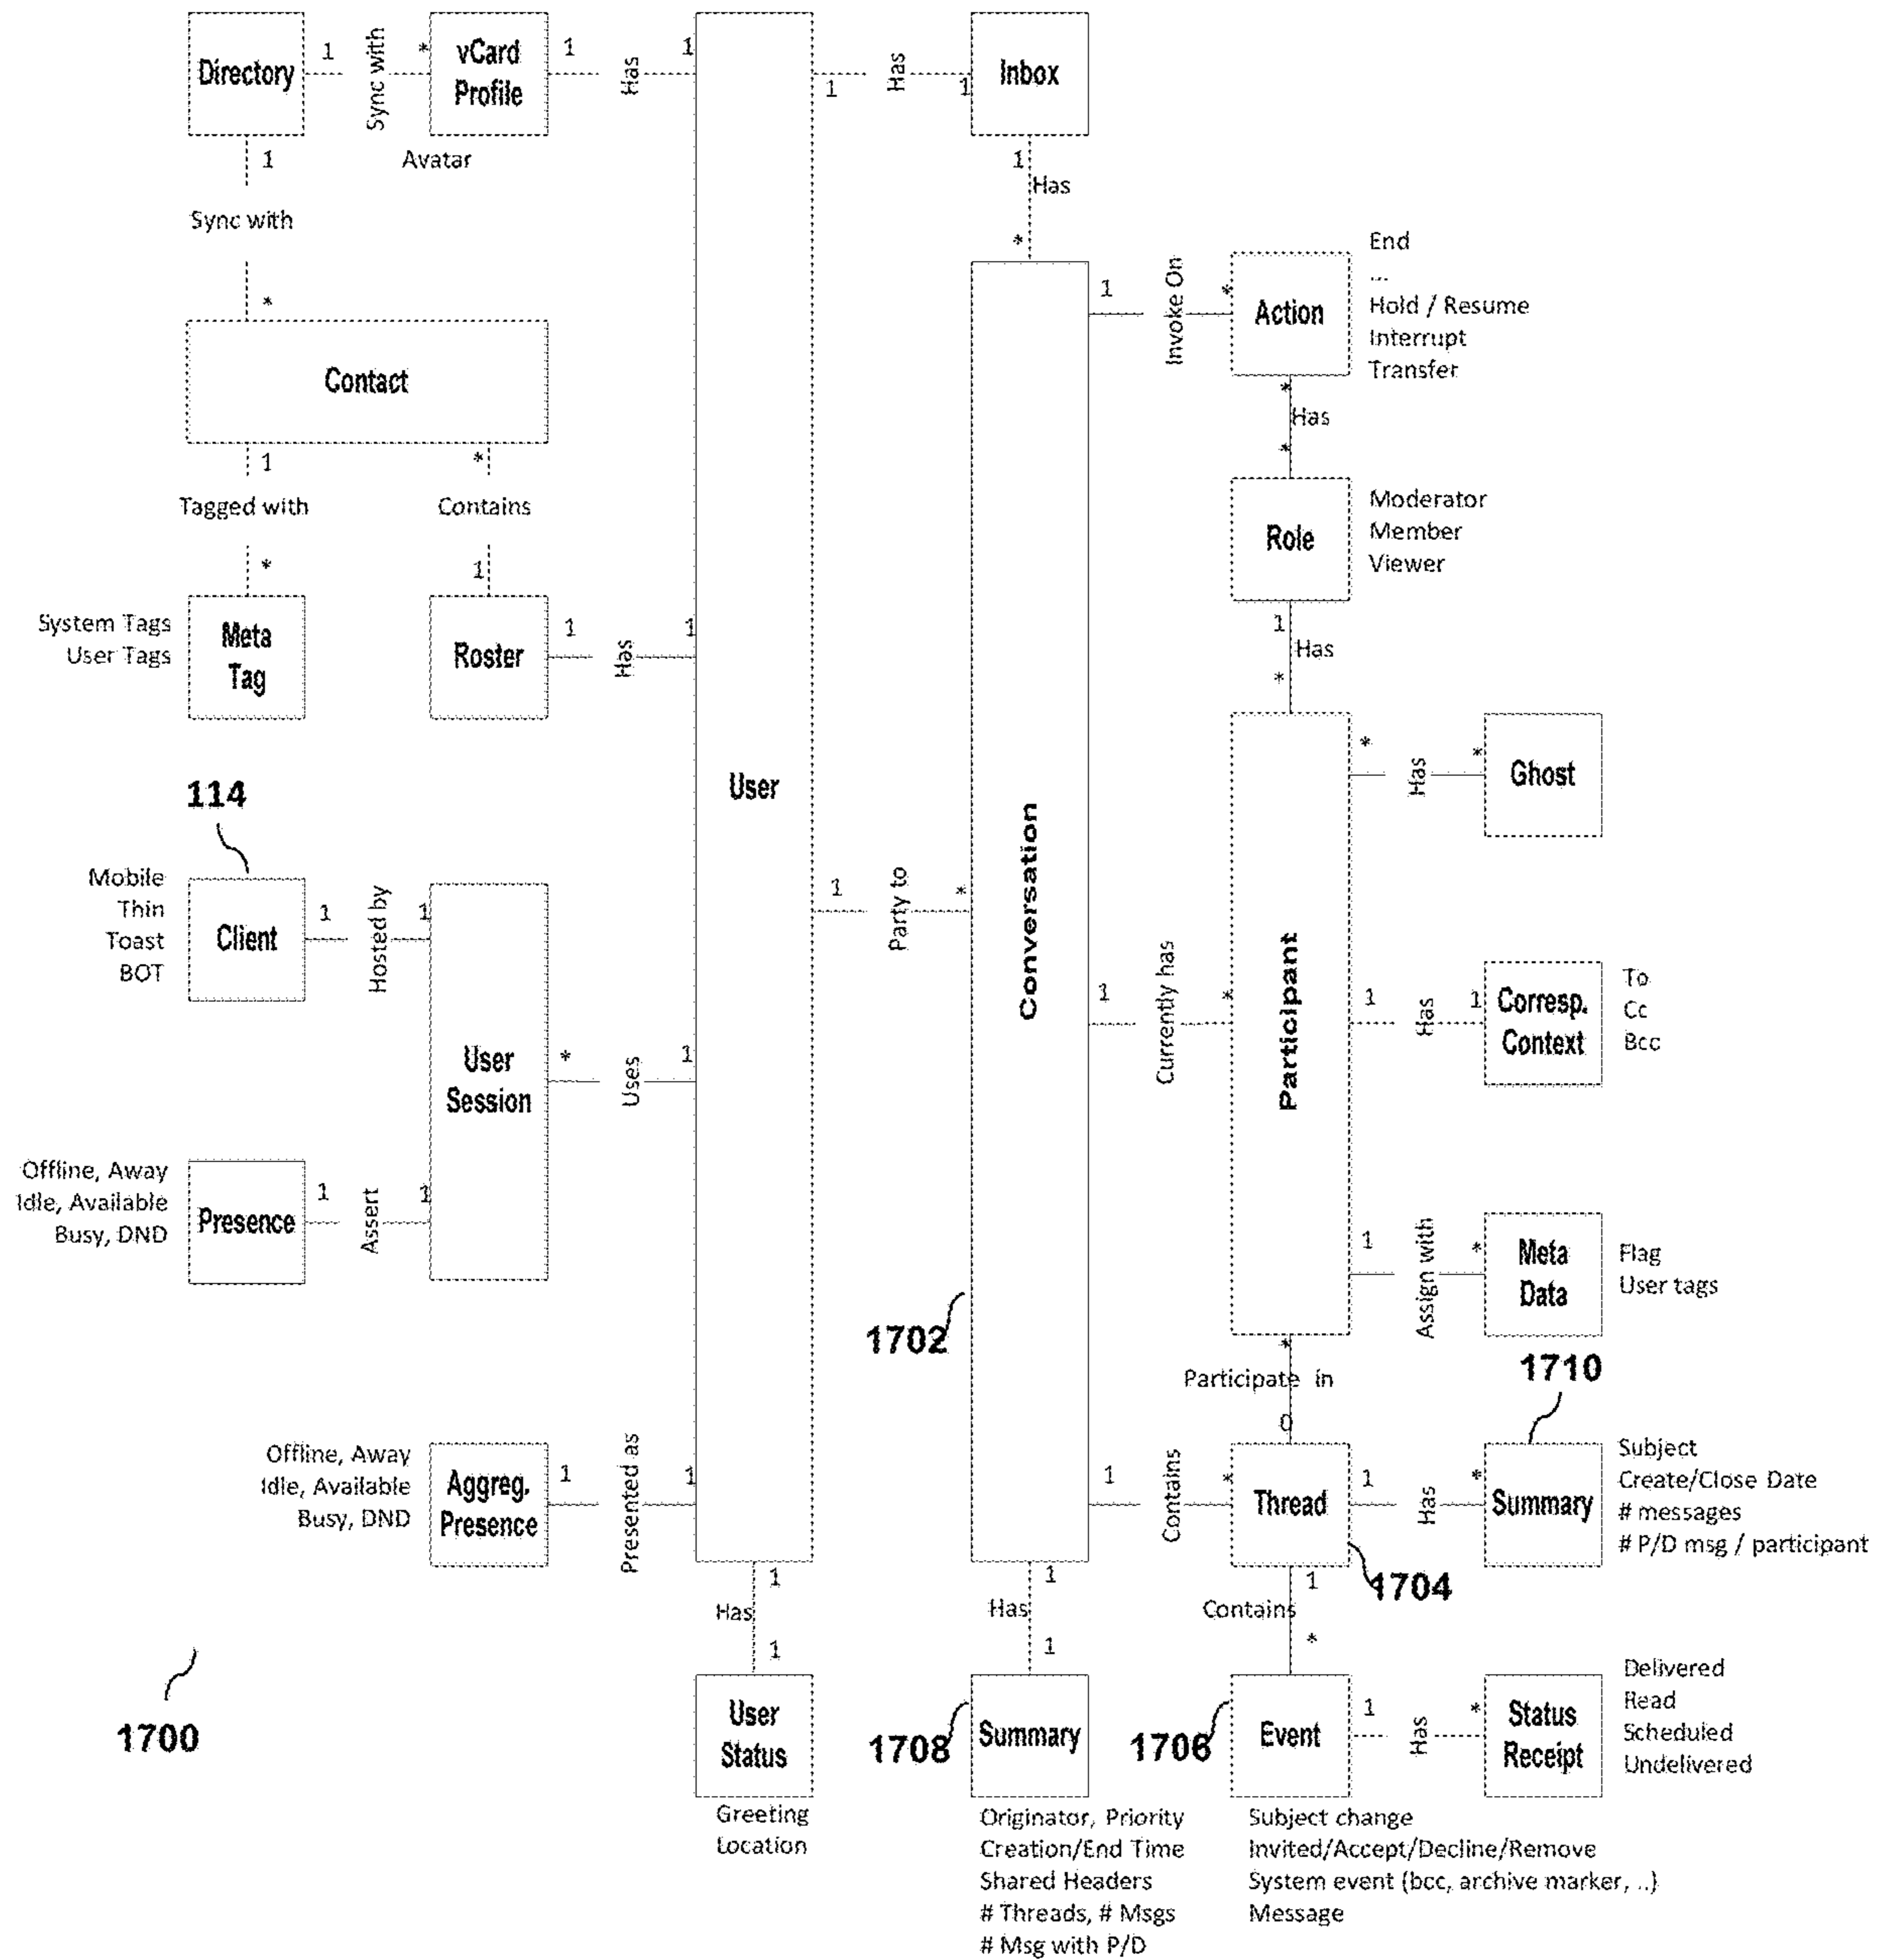 Directory
1
Sync with
*
vCard
Profile
1
Has
1
1
Has
1
Inbox
Avatar
1
Sync with
*
1
Has
*
Contact
1
Invoke On
*
Action
End
...
Hold / Resume
Interrupt
Transfer
*
Has
*
1
Tagged with
*
*
Contains
1
Role
Moderator
Member
Viewer
1
Has
*
System Tags
User Tags
Meta
Tag
Roster
1
Has
1
User
*
Has
*
Ghost
114
Mobile
Thin
Toast
BOT
Client
1
Hosted by
1
1
Party to
*
Conversation
1
Currently has
*
Participant
1
Has
1
Corresp.
Context
To
Cc
Bcc
User
Session
*
Uses
1
Offline, Away
Idle, Available
Busy, DND
Presence
1
Assert
1
1
Assign with
*
Meta
Data
Flag
User tags
1702
*
Participate in
0
1710
Offline, Away
Idle, Available
Busy, DND
Aggreg.
Presence
1
Presented as
1
1
Contains
*
Thread
1
Has
*
Summary
Subject
Create/Close Date
# messages
# P/D msg / participant
1704
1
Has
1
1
Has
1
1
Contains
*
1700
User
Status
1708
Summary
1706
Event
1
Has
*
Status
Receipt
Delivered
Read
Scheduled
Undelivered
Greeting
Location
Originator, Priority
Creation/End Time
Shared Headers
# Threads, # Msgs
# Msg with P/D
Subject change
Invited/Accept/Decline/Remove
System event (bcc, archive marker, ..)
Message